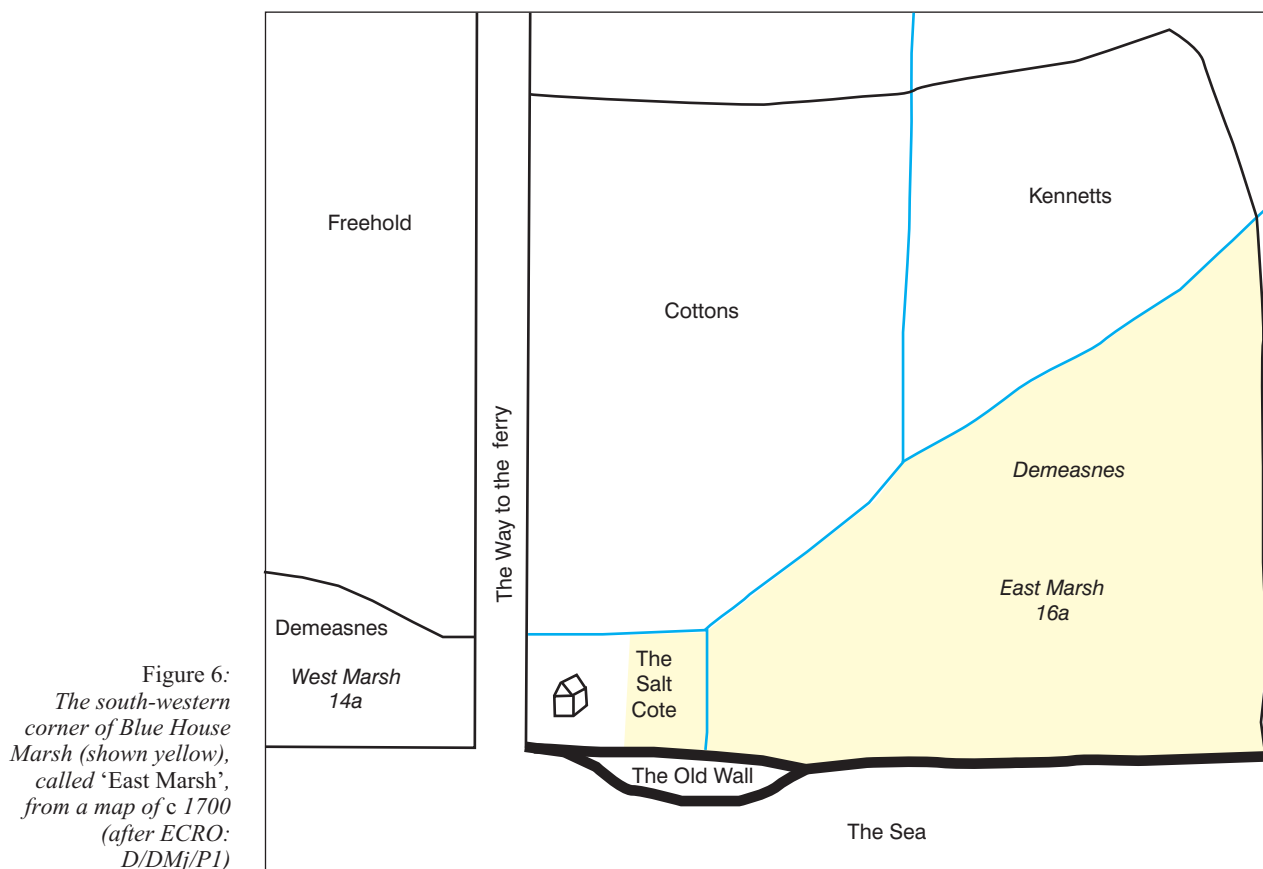 Freehold
Kennetts
Cottons
The Way to the ferry
Demeasnes
East Marsh
16a
Demeasnes
West Marsh
14a
The
Salt
Cote
The Old Wall
The Sea
Figure 6:
The south-western
corner of Blue House
Marsh (shown yellow),
called ‘East Marsh’,
from a map of c 1700
(after ECRO:
D/DMj/P1)